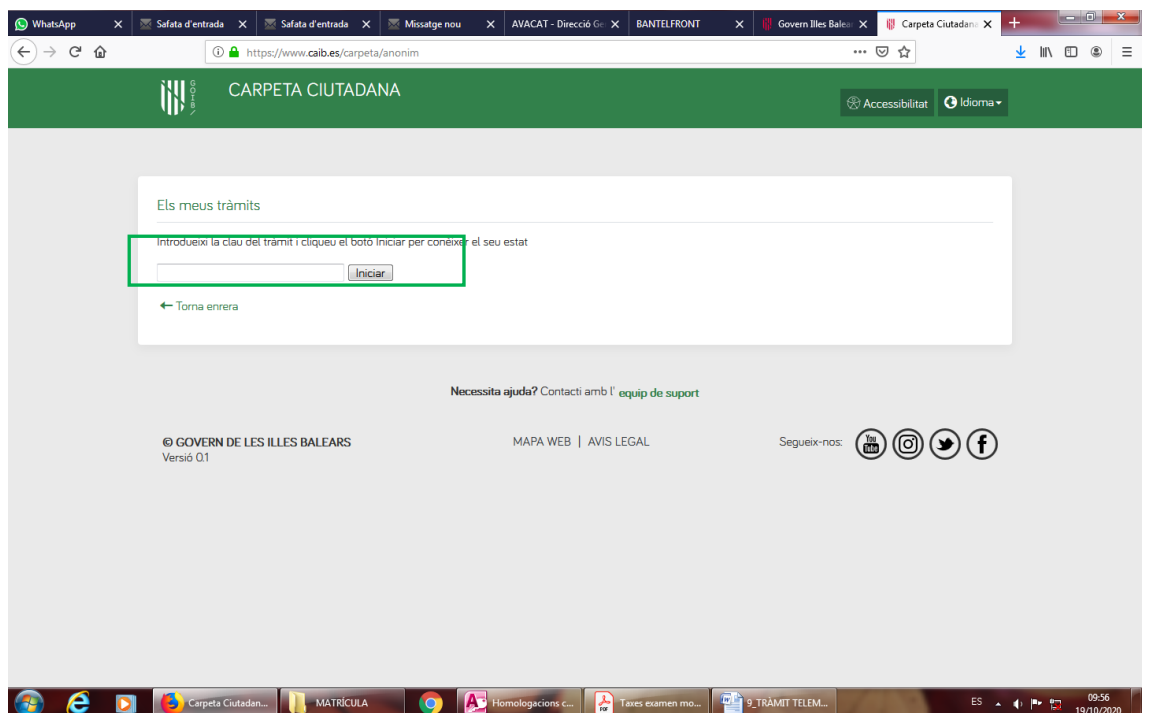 WhatsApp
Safata d'entrada
Safata d'entrada
Missatge nou
AVACAT - Direcció Ge
BANTELFRONT
Govern Illes Balear
Carpeta Ciutadana
https://www.caib.es/carpeta/anonim
GOIB
CARPETA CIUTADANA
Accessibilitat
Idioma
Els meus tràmits
Introdueixi la clau del tràmit i cliqueu el botó Iniciar per conèixer el seu estat
Iniciar
Torna enrera
Necessita ajuda? Contacti amb l' equip de suport
© GOVERN DE LES ILLES BALEARS
Versió 0.1
MAPA WEB | AVIS LEGAL
Segueix-nos:
You Tube
Carpeta Ciutadan...
MATRÍCULA
Homologacions c...
Taxes examen mo...
9_TRÀMIT TELEM...
ES
09:56
19/10/2020